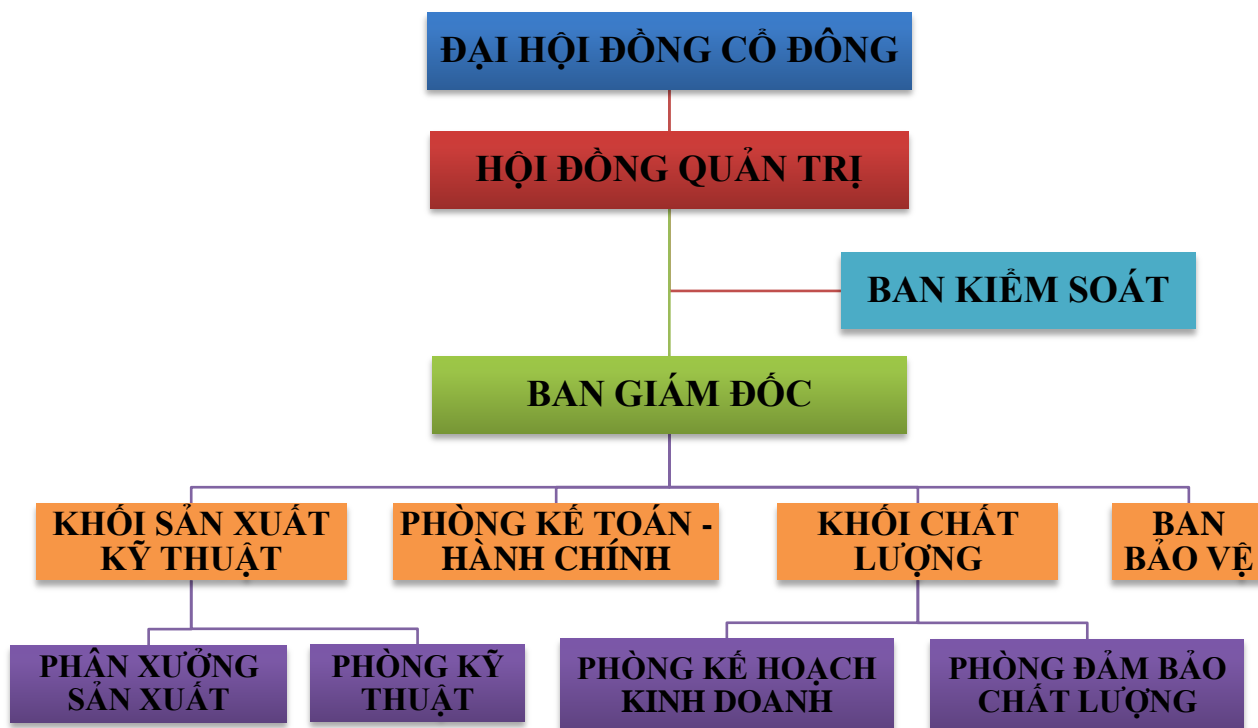 ĐẠI HỘI ĐỒNG CỔ ĐÔNG
HỘI ĐỒNG QUẢN TRỊ
BAN KIỂM SOÁT
BAN GIÁM ĐỐC
KHỐI SẢN XUẤT
KỸ THUẬT
PHÒNG KẾ TOÁN -
HÀNH CHÍNH
KHỐI CHẤT
LƯỢNG
BAN
BẢO VỆ
PHÂN XƯỞNG
SẢN XUẤT
PHÒNG KỸ
THUẬT
PHÒNG KẾ HOẠCH
KINH DOANH
PHÒNG ĐẢM BẢO
CHẤT LƯỢNG